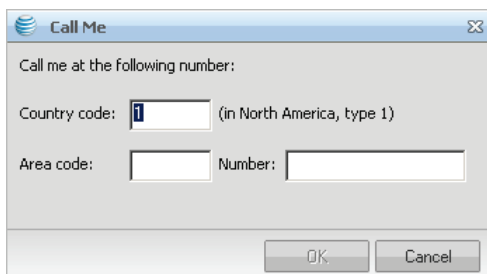 Call Me
Call me at the following number:
Country code: 1 (in North America, type 1)
Area code: Number:
OK Cancel